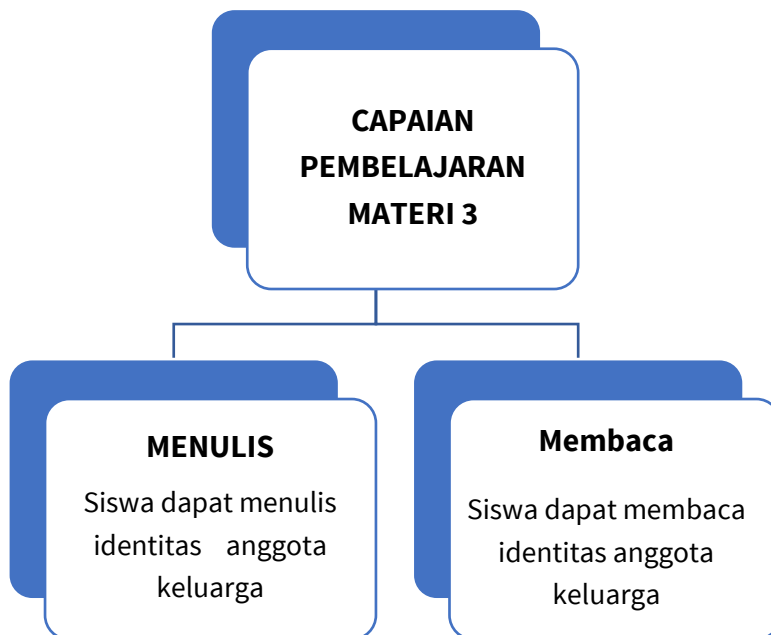 CAPAIAN
PEMBELAJARAN
MATERI 3
MENULIS
Siswa dapat menulis
identitas anggota
keluarga
Membaca
Siswa dapat membaca
identitas anggota
keluarga